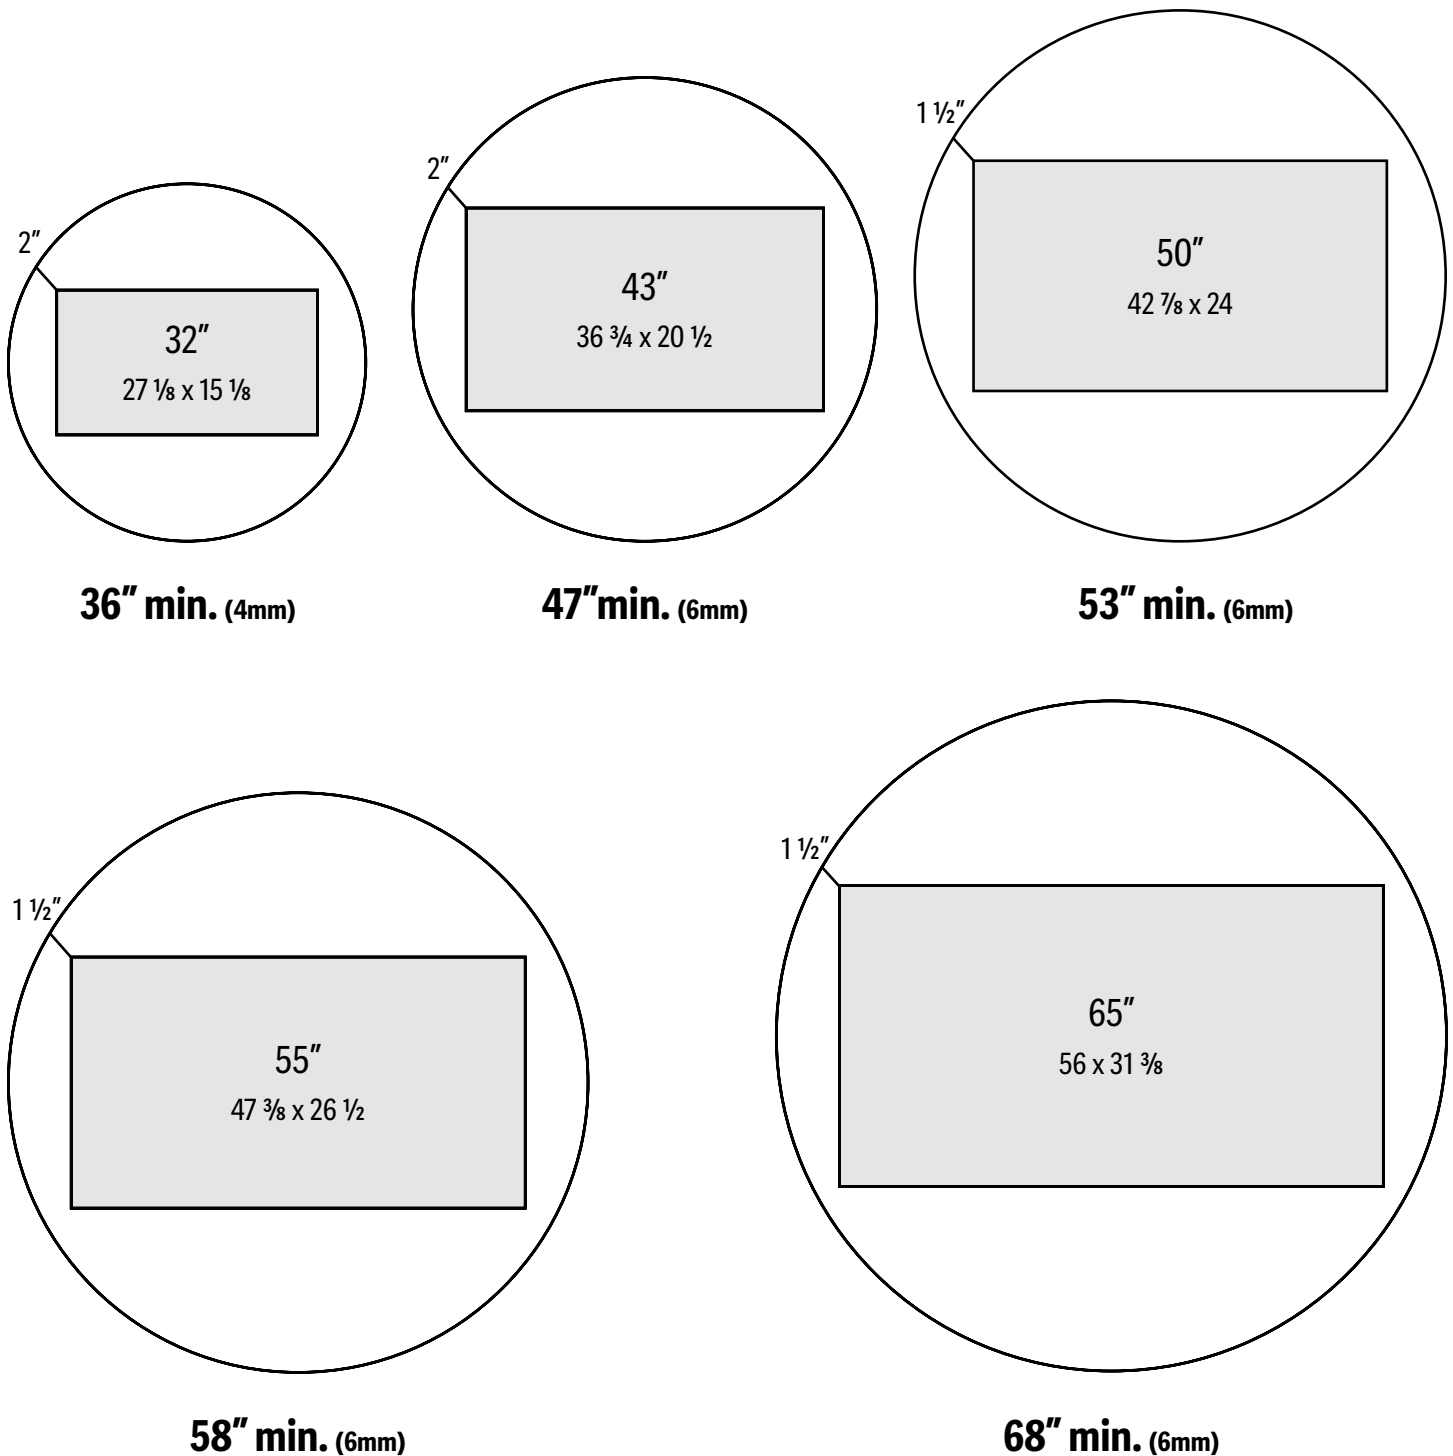 2″
32″
27 ⅛ x 15 ⅛
36″ min. (4mm)
2″
43″
36 ¾ x 20 ½
47″min. (6mm)
1 ½″
50″
42 ⅞ x 24
53″ min. (6mm)
1 ½″
55″
47 ⅜ x 26 ½
58″ min. (6mm)
1 ½″
65″
56 x 31 ⅜
68″ min. (6mm)